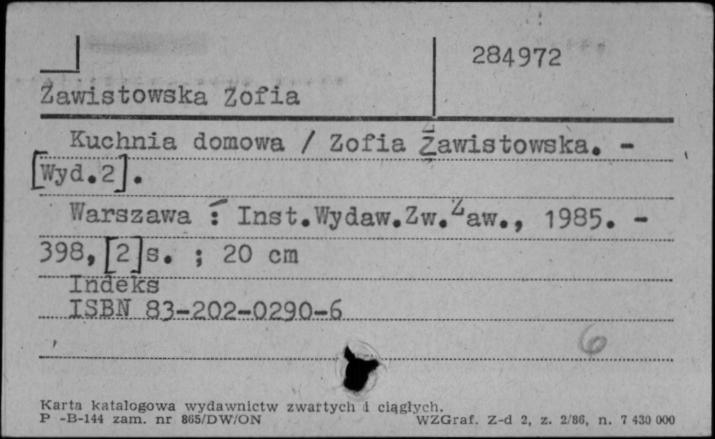 284972
Zawistowska Zofia
Kuchnia domowa / Zofia Zawistowska. -
[Wyd.2].
Warszawa : Inst.Wydaw.Zw.Zaw., 1985. -
398,[2]s. ; 20 cm
Indeks
ISBN 83-202-0290-6
6
Karta katalogowa wydawnictw zwartych i ciągłych.
P -B-144 zam. nr 865/DW/ON WZGraf. Z-d 2, z. 2/86, n. 7 430 000